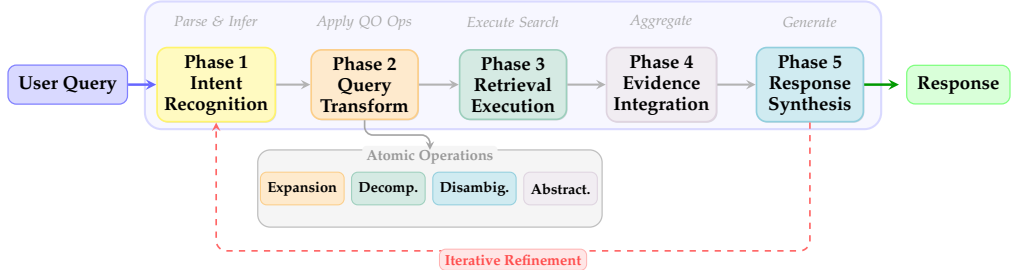 Parse & Infer
Apply QO Ops
Execute Search
Aggregate
Generate
User Query
Phase 1
Intent
Recognition
Phase 2
Query
Transform
Phase 3
Retrieval
Execution
Phase 4
Evidence
Integration
Phase 5
Response
Synthesis
Response
Atomic Operations
Expansion
Decomp.
Disambig.
Abstract.
Iterative Refinement